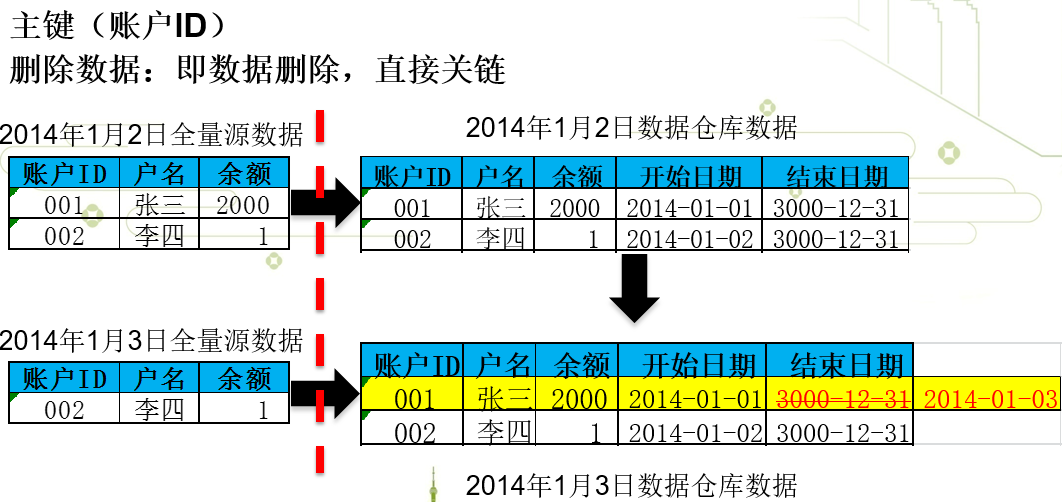 主键（账户ID）
删除数据：即数据删除，直接关链
2014年1月2日全量源数据
账户ID 户名 余额
001 张三 2000
002 李四 1
2014年1月2日数据仓库数据
账户ID 户名 余额 开始日期 结束日期
001 张三 2000 2014-01-01 3000-12-31
002 李四 1 2014-01-02 3000-12-31
2014年1月3日全量源数据
账户ID 户名 余额
002 李四 1
账户ID 户名 余额 开始日期 结束日期
001 张三 2000 2014-01-01 3000-12-31 2014-01-03
002 李四 1 2014-01-02 3000-12-31
2014年1月3日数据仓库数据